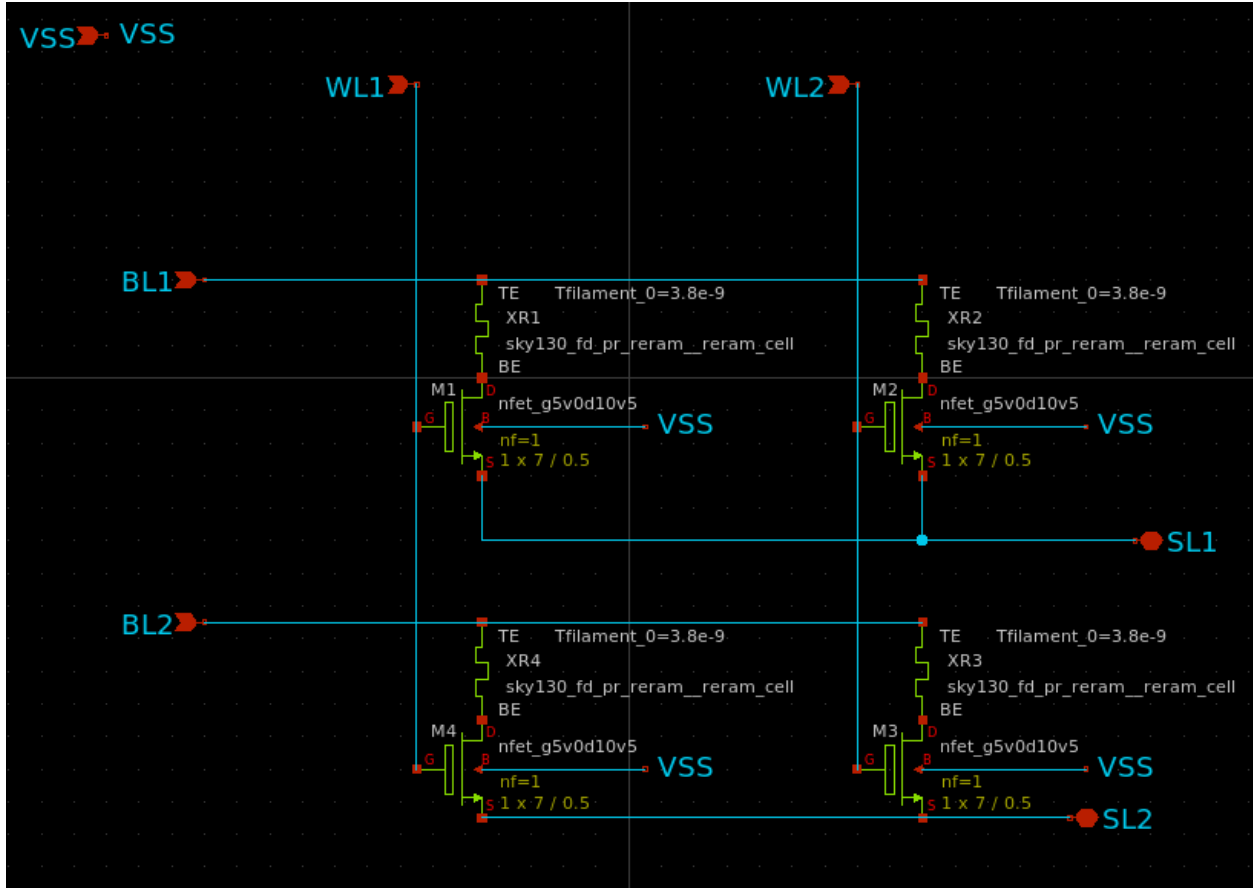 VSS VSS
WL1 WL2
BL1
TE Tfilament_0=3.8e-9 TE Tfilament_0=3.8e-9
XR1 XR2
sky130_fd_pr_reram__reram_cell sky130_fd_pr_reram__reram_cell
BE BE
M1 D M2 D
nfet_g5v0d10v5 nfet_g5v0d10v5
G B VSS G B VSS
nf=1 nf=1
S 1 x 7 / 0.5 S 1 x 7 / 0.5
SL1
BL2
TE Tfilament_0=3.8e-9 TE Tfilament_0=3.8e-9
XR4 XR3
sky130_fd_pr_reram__reram_cell sky130_fd_pr_reram__reram_cell
BE BE
M4 D M3 D
nfet_g5v0d10v5 nfet_g5v0d10v5
G B VSS G B VSS
nf=1 nf=1
S 1 x 7 / 0.5 S 1 x 7 / 0.5
SL2